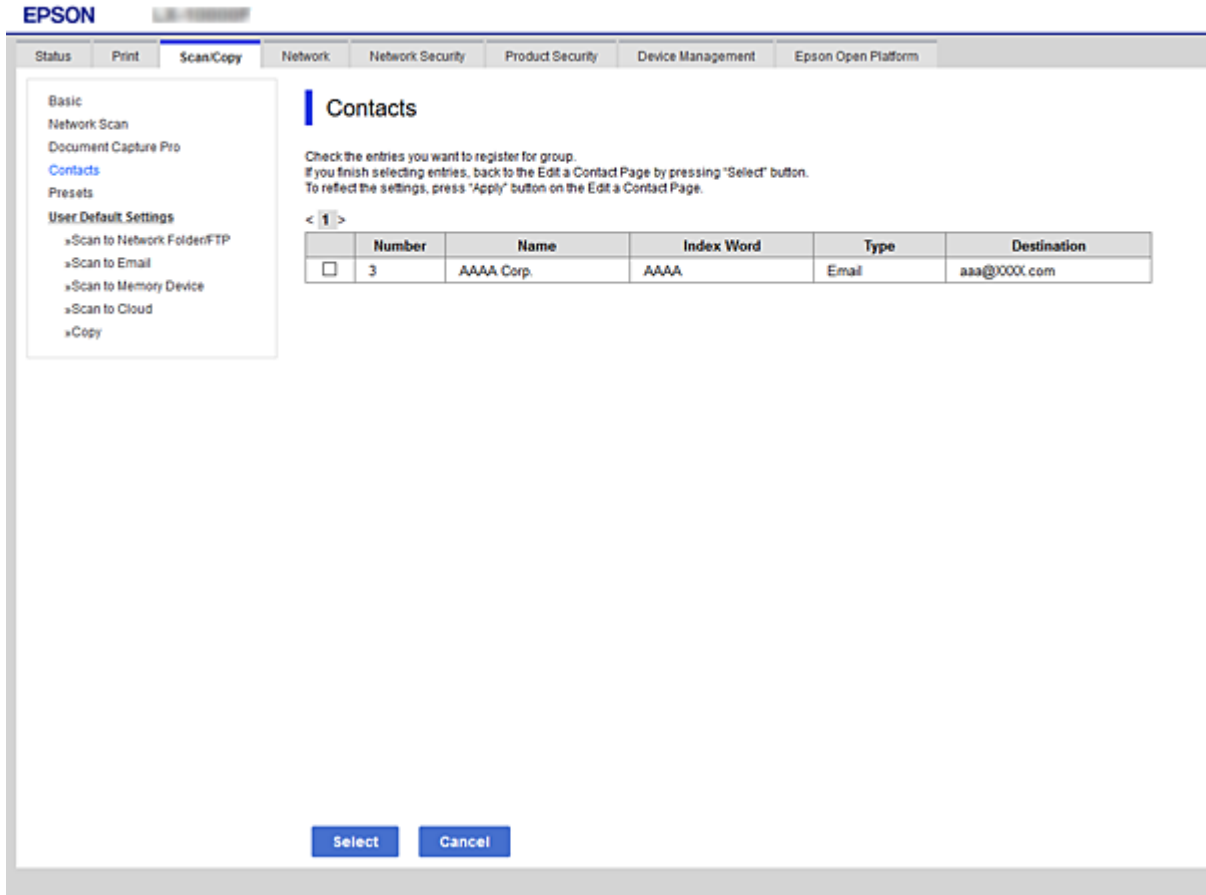 EPSON
Status Print Scan/Copy Network Network Security Product Security Device Management Epson Open Platform
Basic
Network Scan
Document Capture Pro
Contacts
Presets
User Default Settings
»Scan to Network Folder/FTP
»Scan to Email
»Scan to Memory Device
»Scan to Cloud
»Copy
Contacts
Check the entries you want to register for group.
If you finish selecting entries, back to the Edit a Contact Page by pressing "Select" button.
To reflect the settings, press "Apply" button on the Edit a Contact Page.
< 1 >
Number Name Index Word Type Destination
3 AAAA Corp. AAAA Email aaa@XXXX.com
Select Cancel